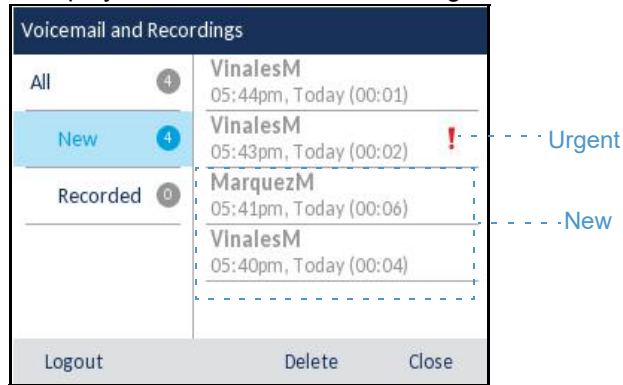 Voicemail and Recordings
All 4
New 4
Recorded 0
VinalesM
05:44pm, Today (00:01)
VinalesM
05:43pm, Today (00:02) !
MarquezM
05:41pm, Today (00:06)
VinalesM
05:40pm, Today (00:04)
Urgent
New
Logout Delete Close